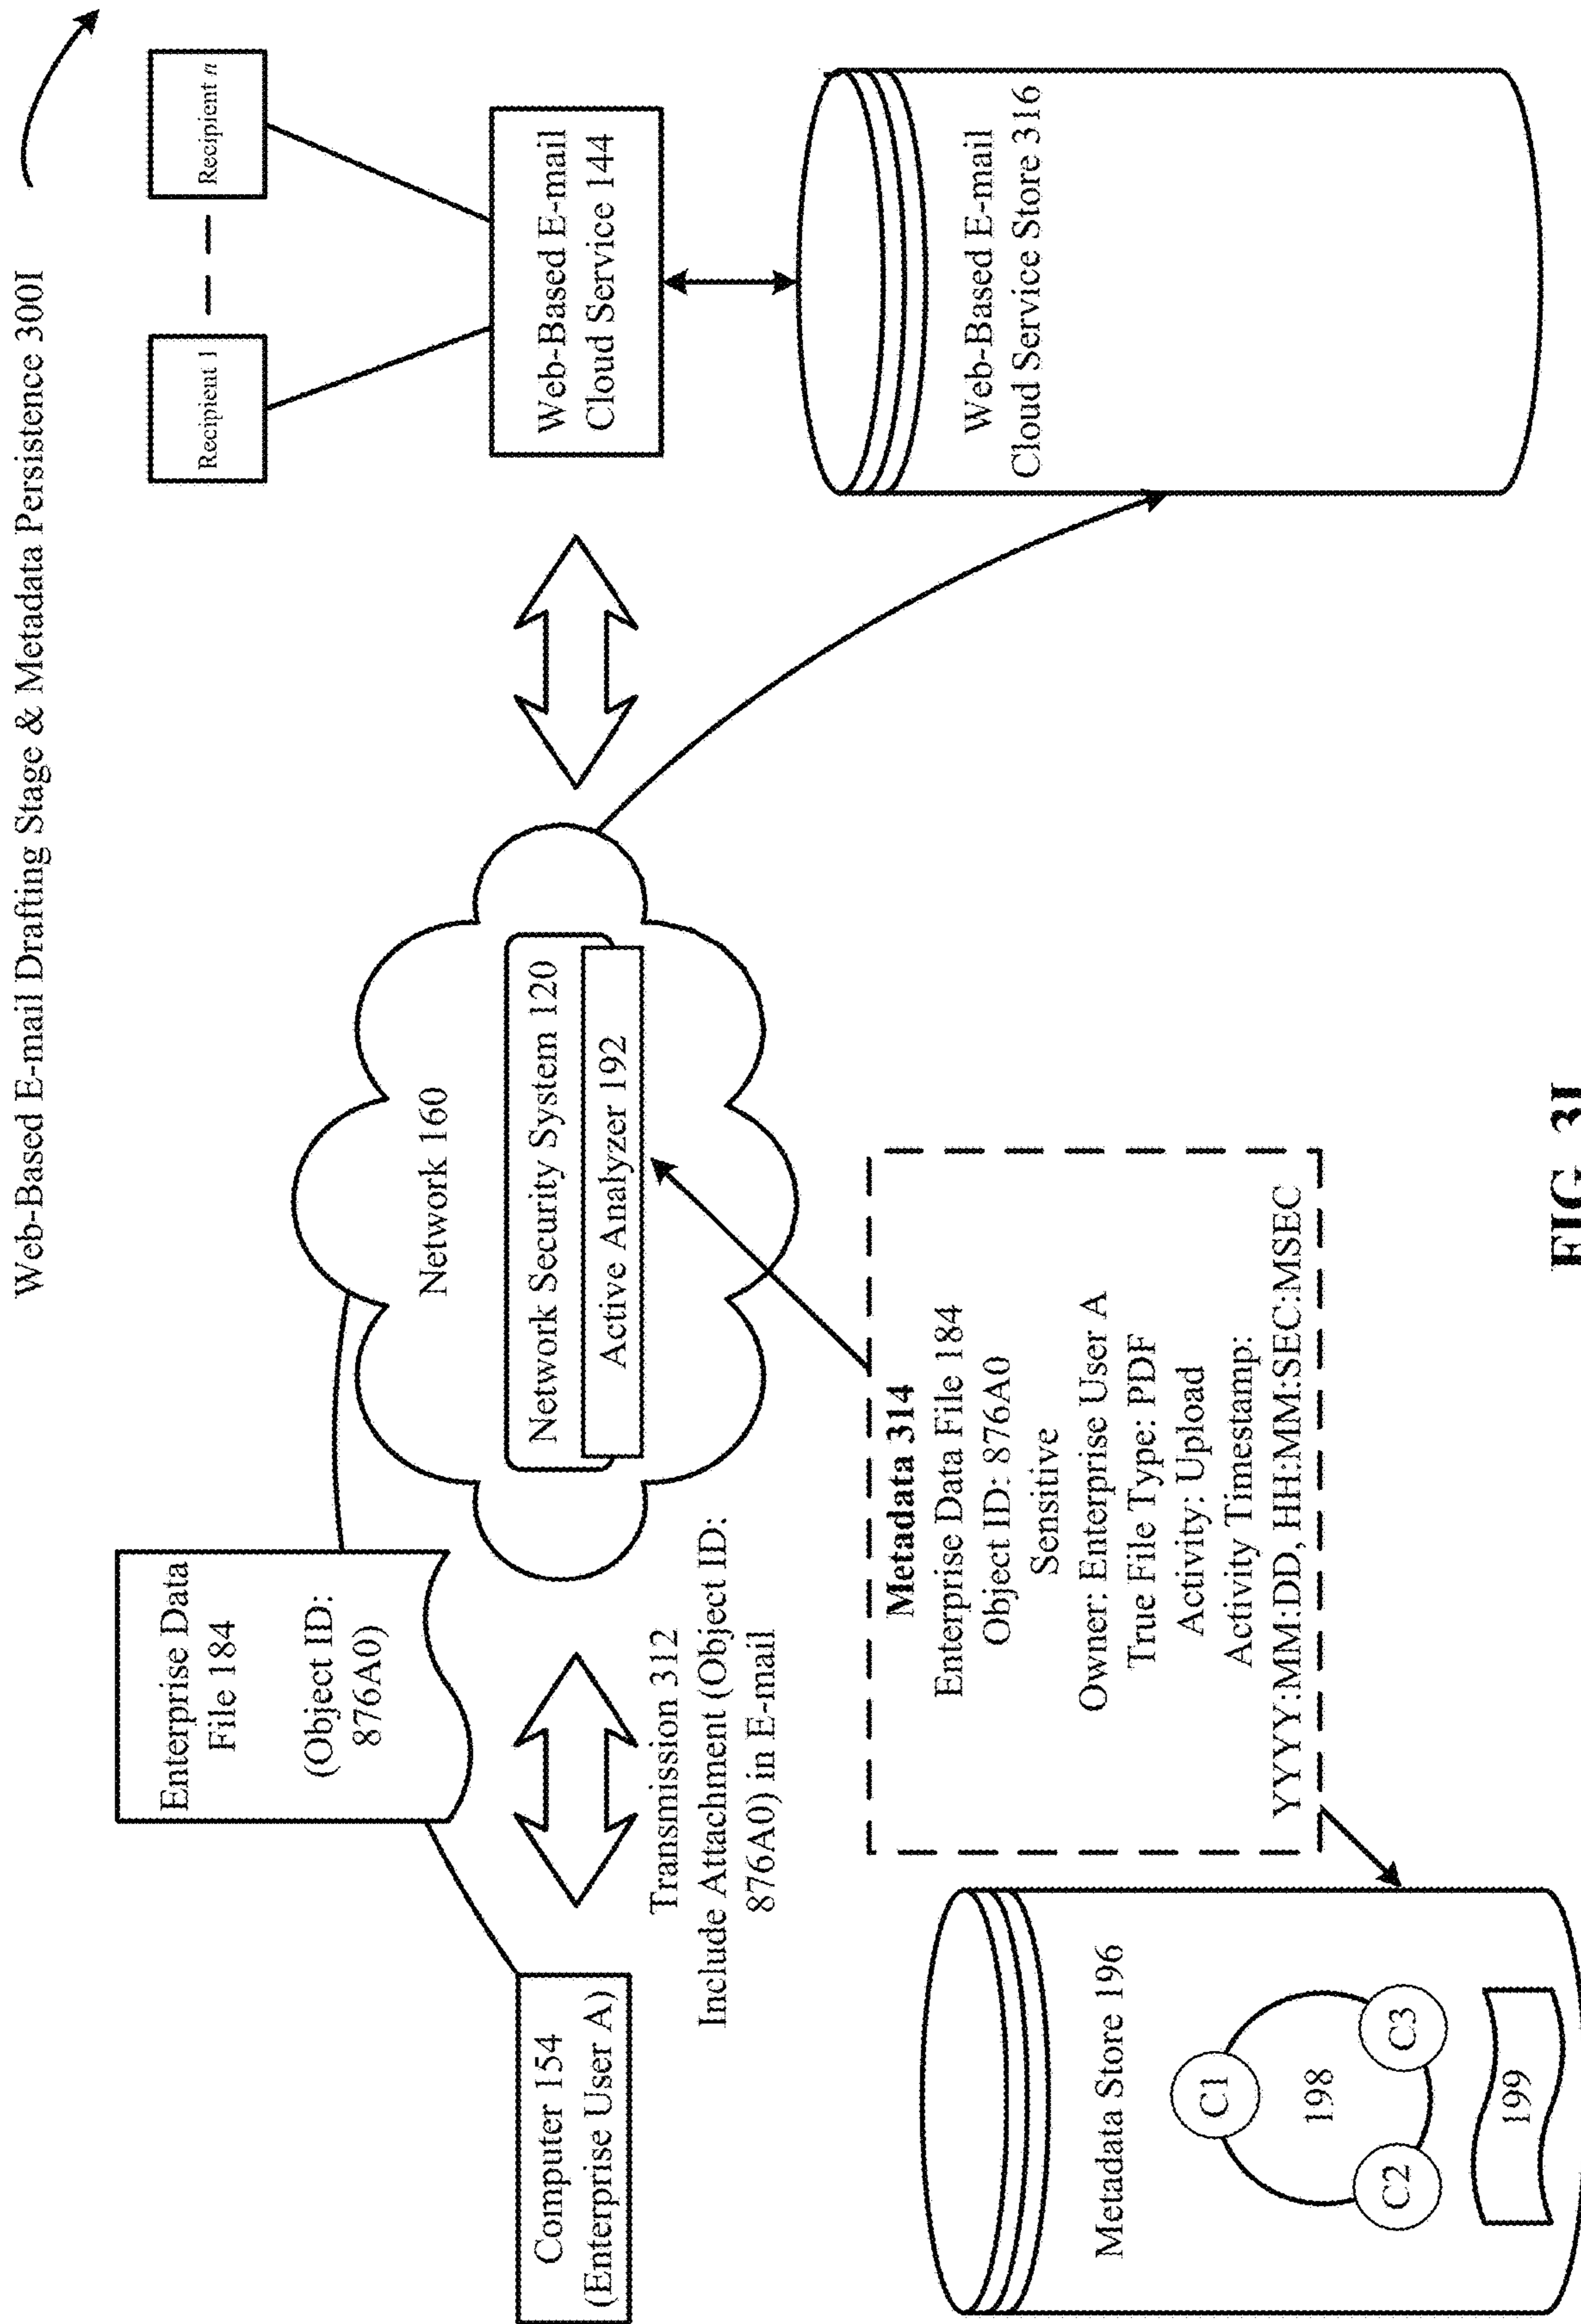 Web-Based E-mail Drafting Stage & Metadata Persistence 300I
Computer 154
(Enterprise User A)
Enterprise Data
File 184
(Object ID:
876A0)
Transmission 312
Include Attachment (Object ID:
876A0) in E-mail
Network 160
Network Security System 120
Active Analyzer 192
Recipient 1
Recipient n
Web-Based E-mail
Cloud Service 144
Web-Based E-mail
Cloud Service Store 316
Metadata 314
Enterprise Data File 184
Object ID: 876A0
Sensitive
Owner: Enterprise User A
True File Type: PDF
Activity: Upload
Activity Timestamp:
YYYY:MM:DD, HH:MM:SEC:MSEC
Metadata Store 196
C1
198
C2
C3
199
FIG. 3I